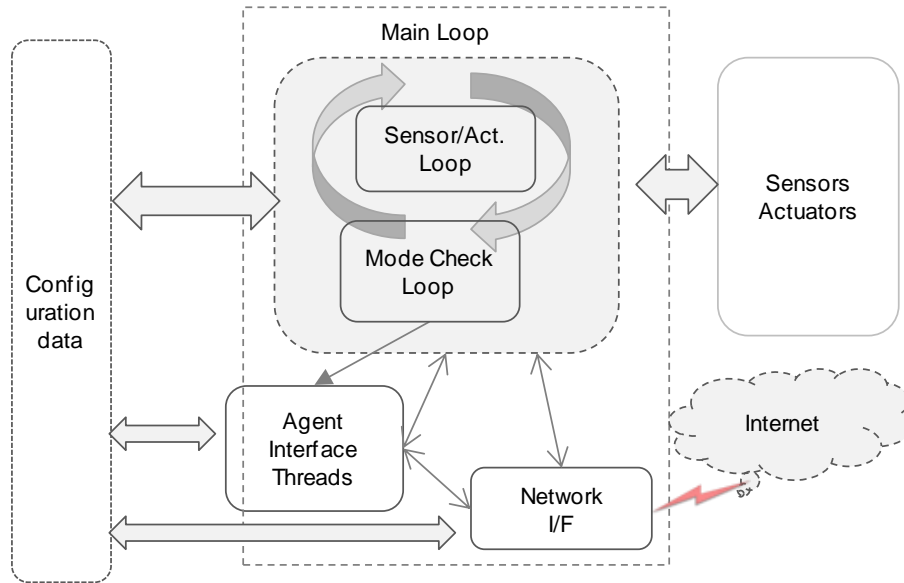 Main Loop
Sensor/Act.
Loop
Mode Check
Loop
Sensors
Actuators
Config
uration
data
Agent
Interface
Threads
Internet
Network
I/F